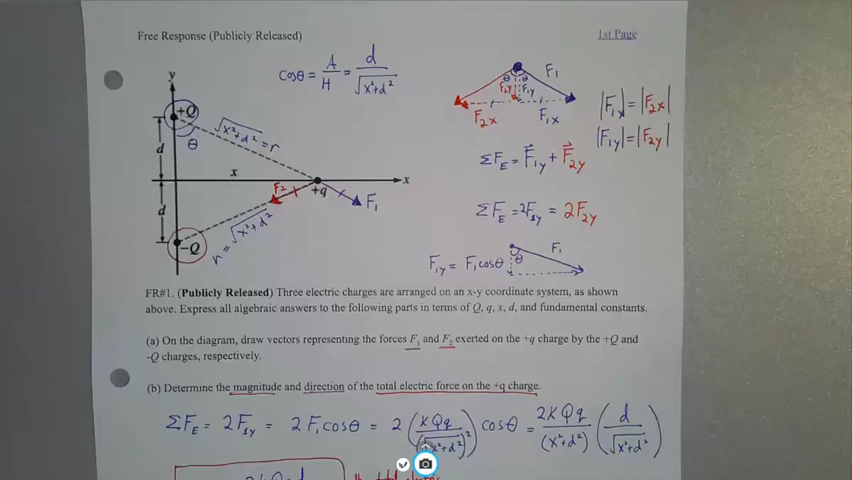 Free Response (Publicly Released) 1st Page
cosθ = A/H = d/√x²+d²
y
+Q
θ
√x²+d² = r
d
x
x
F₂
+q
F₁
d
-Q
r = √x²+d²
θ θ
F₁
F₂y F₁y
F₂x F₁x
|F₁x| = |F₂x|
|F₁y| = |F₂y|
ΣF_E = F⃗₁y + F⃗₂y
ΣF_E = 2F₁y = 2F₂y
F₁y = F₁cosθ
θ
F₁
FR#1. (Publicly Released) Three electric charges are arranged on an x-y coordinate system, as shown
above. Express all algebraic answers to the following parts in terms of Q, q, x, d, and fundamental constants.
(a) On the diagram, draw vectors representing the forces F₁ and F₂ exerted on the +q charge by the +Q and
-Q charges, respectively.
(b) Determine the magnitude and direction of the total electric force on the +q charge.
ΣF_E = 2F₁y = 2F₁cosθ = 2(KQq/(√x²+d²)²) cosθ = 2KQq/(x²+d²) (d/√x²+d²)